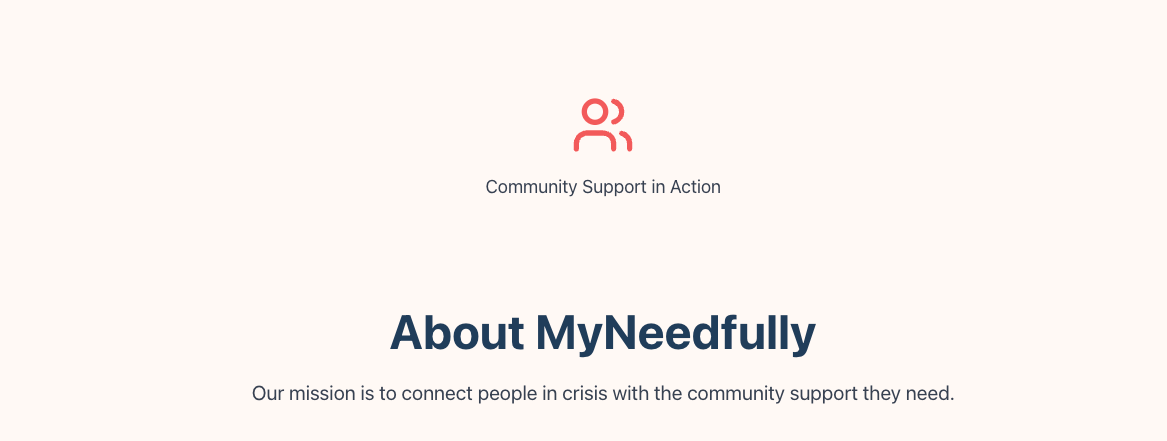 Community Support in Action
About MyNeedfully
Our mission is to connect people in crisis with the community support they need.